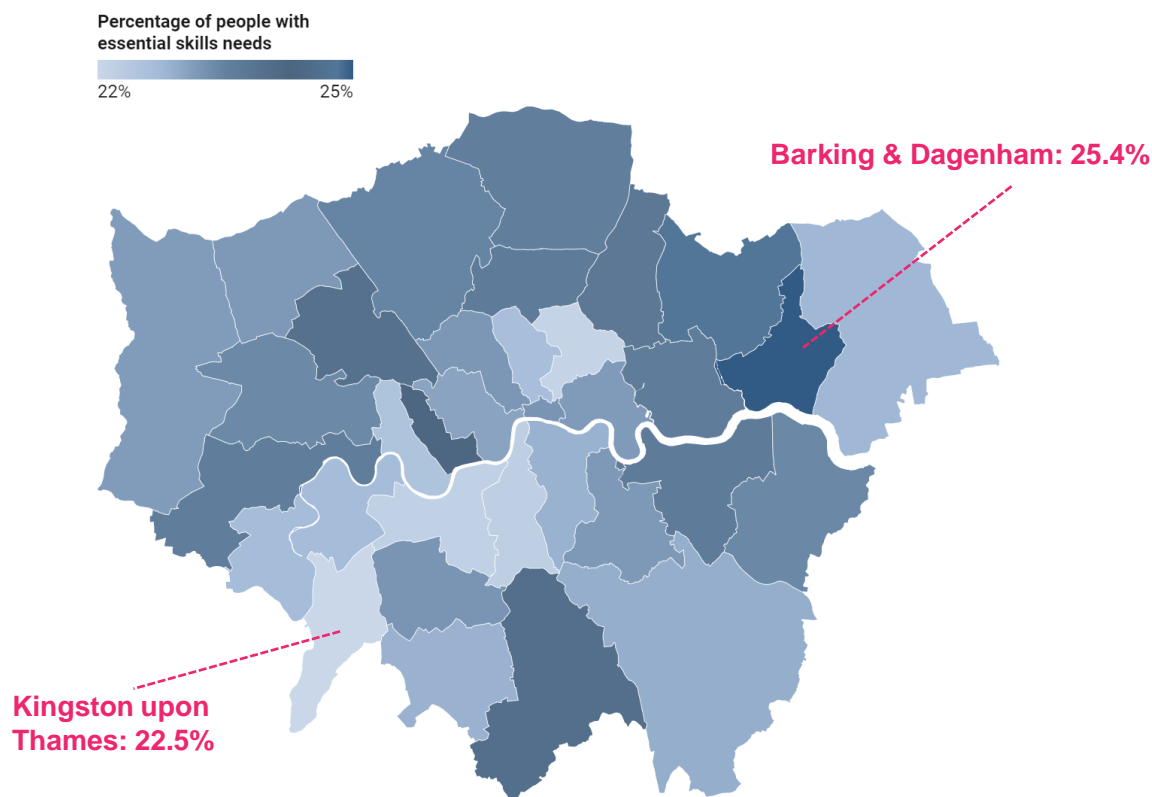 Percentage of people with
essential skills needs
22% 25%
Barking & Dagenham: 25.4%
Kingston upon
Thames: 22.5%